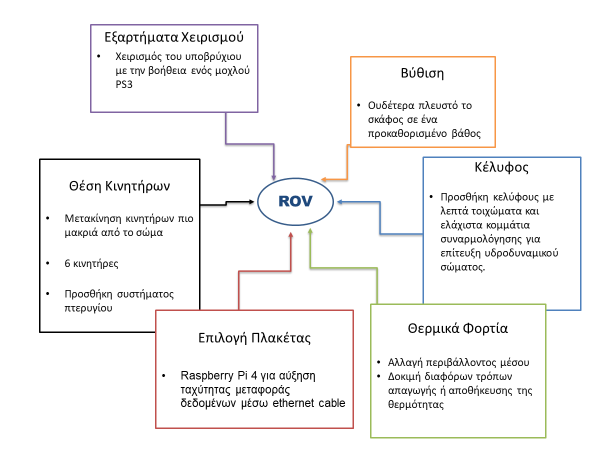 Εξαρτήματα Χειρισμού
• Χειρισμός του υποβρύχιου
με την βοήθεια ενός μοχλού
PS3
Βύθιση
• Ουδέτερα πλευστό το
σκάφος σε ένα
προκαθορισμένο βάθος
Θέση Κινητήρων
• Μετακίνηση κινητήρων πιο
μακριά από το σώμα
• 6 κινητήρες
• Προσθήκη συστήματος
πτερυγίου
ROV
Κέλυφος
• Προσθήκη κελύφους με
λεπτά τοιχώματα και
ελάχιστα κομμάτια
συναρμολόγησης για
επίτευξη υδροδυναμικού
σώματος.
Επιλογή Πλακέτας
• Raspberry Pi 4 για αύξηση
ταχύτητας μεταφοράς
δεδομένων μέσω ethernet cable
Θερμικά Φορτία
• Αλλαγή περιβάλλοντος μέσου
• Δοκιμή διαφόρων τρόπων
απαγωγής ή αποθήκευσης της
θερμότητας